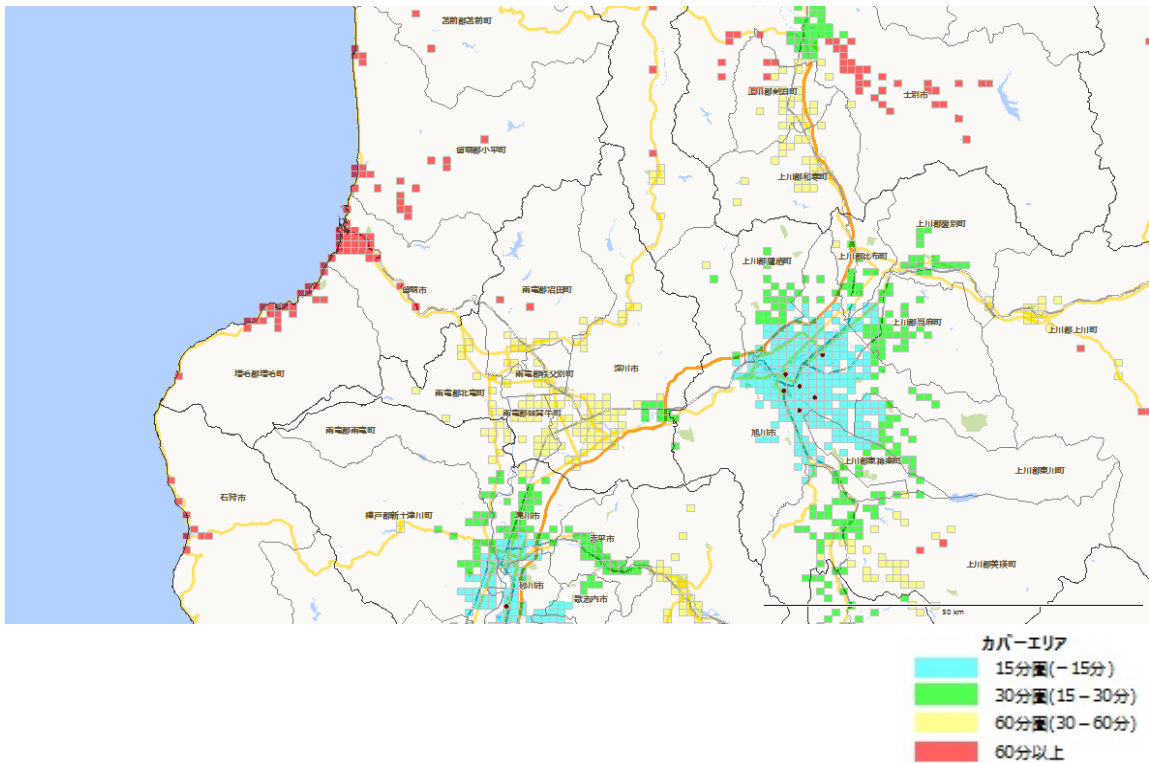 苫前郡苫前町
上川郡剣淵町
士別市
留萌郡小平町
上川郡和寒町
上川郡愛別町
上川郡鷹栖町
上川郡比布町
留萌市
雨竜郡沼田町
上川郡当麻町
上川郡上川町
増毛郡増毛町
雨竜郡秩父別町
深川市
雨竜郡北竜町
雨竜郡妹背牛町
雨竜郡雨竜町
旭川市
上川郡東神楽町
上川郡東川町
石狩市
樺戸郡新十津川町
滝川市
赤平市
上川郡美瑛町
砂川市
歌志内市
50 km
カバーエリア
15分圏(－15分)
30分圏(15－30分)
60分圏(30－60分)
60分以上